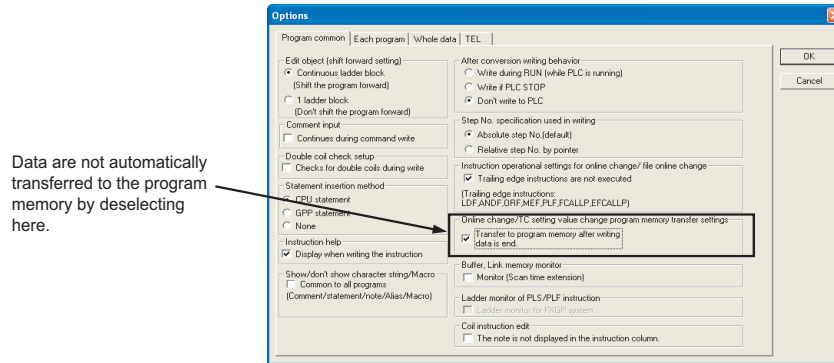 Options
Program common
Each program
Whole data
TEL
OK
Cancel
Edit object (shift forward setting)
Continuous ladder block
(Shift the program forward)
1 ladder block
(Don't shift the program forward)
Comment input
Continues during command write
Double coil check setup
Checks for double coils during write
Statement insertion method
CPU statement
GPP statement
None
Instruction help
Display when writing the instruction
Show/don't show character string/Macro
Common to all programs
(Comment/statement/note/Alias/Macro)
After conversion writing behavior
Write during RUN (while PLC is running)
Write if PLC STOP
Don't write to PLC
Step No. specification used in writing
Absolute step No.(default)
Relative step No. by pointer
Instruction operational settings for online change/ file online change
Trailing edge instructions are not executed
(Trailing edge instructions:
LDF,ANDF,ORF,MEF,PLF,FCALLP,EFCALLP)
Online change/TC setting value change program memory transfer settings
Transfer to program memory after writing
data is end.
Buffer, Link memory monitor
Monitor (Scan time extension)
Ladder monitor of PLS/PLF instruction
Ladder monitor for FXGP system
Coil instruction edit
The note is not displayed in the instruction column.
Data are not automatically
transferred to the program
memory by deselecting
here.